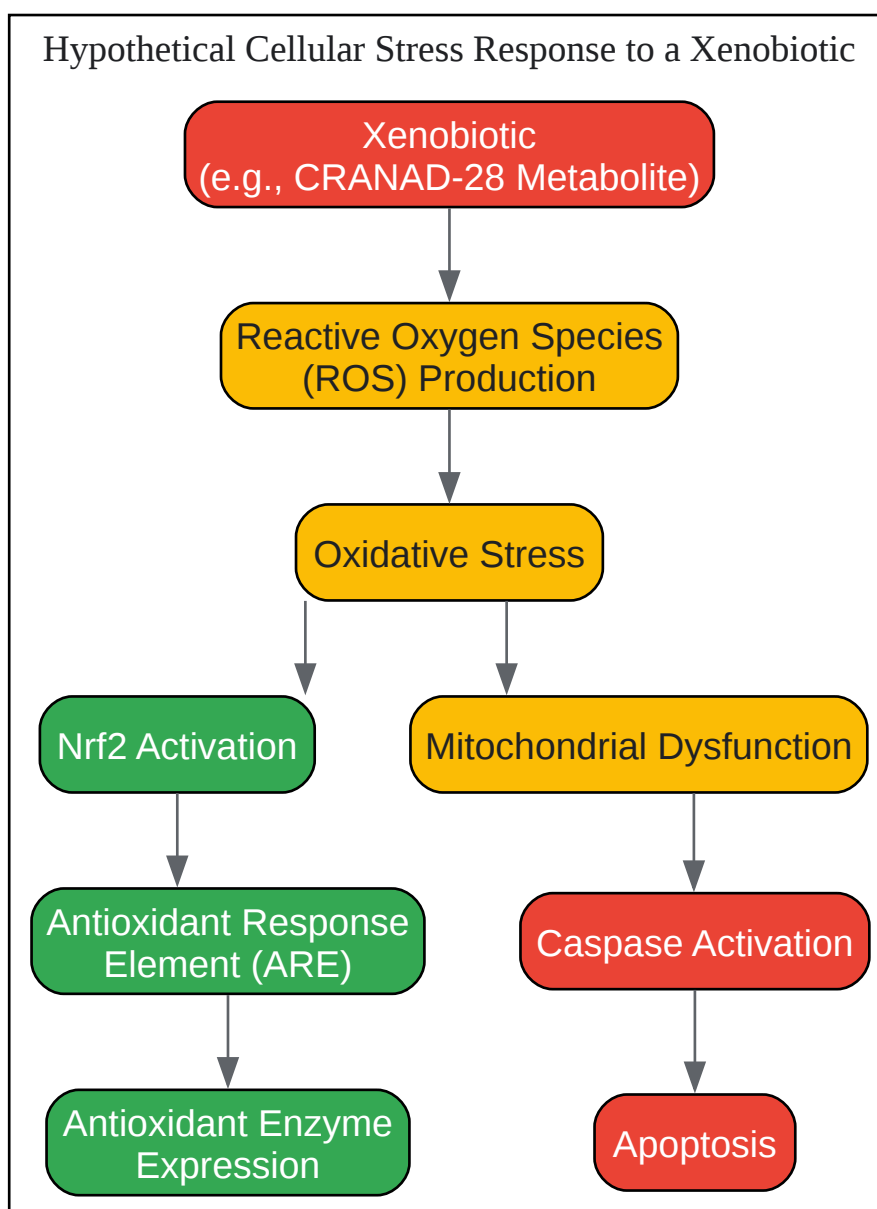 Hypothetical Cellular Stress Response to a Xenobiotic
Xenobiotic
(e.g., CRANAD-28 Metabolite)
Reactive Oxygen Species
(ROS) Production
Oxidative Stress
Nrf2 Activation
Mitochondrial Dysfunction
Antioxidant Response
Element (ARE)
Caspase Activation
Antioxidant Enzyme
Expression
Apoptosis